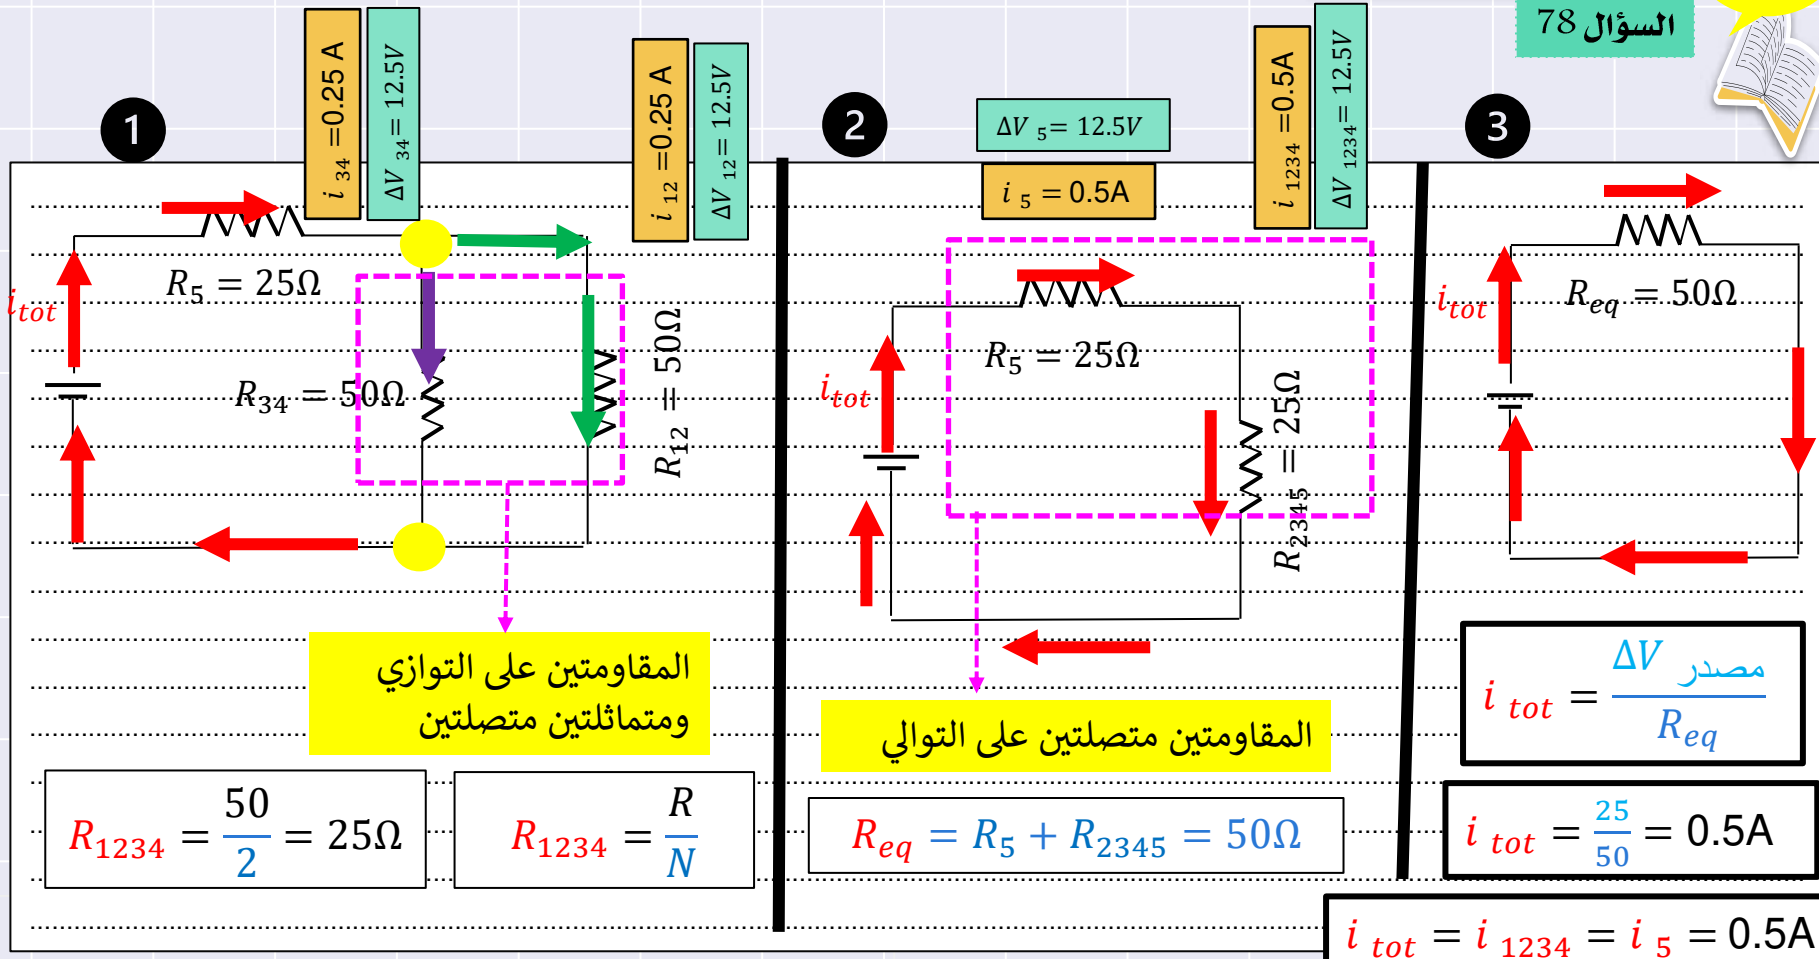 السؤال 78
1
i 34 =0.25 A
ΔV 34= 12.5V
i 12 =0.25 A
ΔV 12= 12.5V
R5 = 25Ω
itot
R34 = 50Ω
R12 = 50Ω
المقاومتين على التوازي
ومتماثلتين متصلتين
R1234 = 50/2 = 25Ω
R1234 = R/N
2
ΔV 5= 12.5V
i 5 = 0.5A
i 1234 =0.5A
ΔV 1234= 12.5V
R5 = 25Ω
itot
R2345 = 25Ω
المقاومتين متصلتين على التوالي
Req = R5 + R2345 = 50Ω
3
itot
Req = 50Ω
i tot = ΔV مصدر / Req
i tot = 25/50 = 0.5A
i tot = i 1234 = i 5 = 0.5A